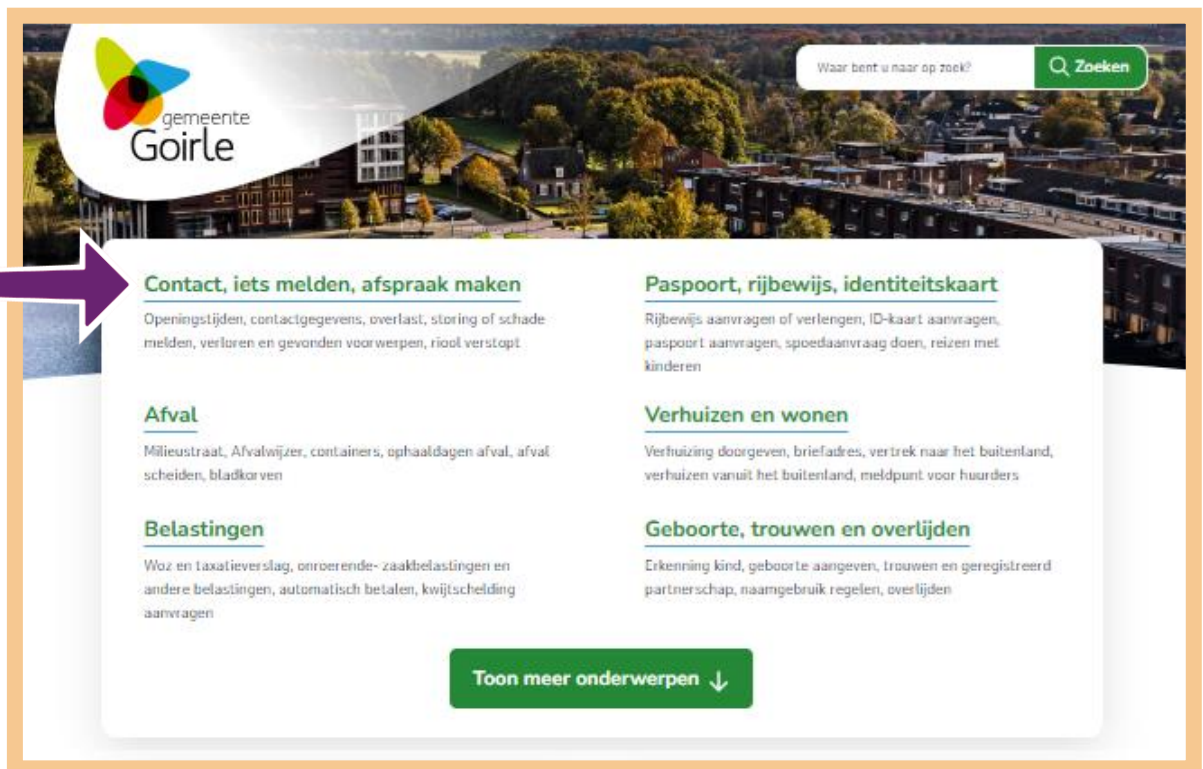 gemeente
Goirle
Waar bent u naar op zoek?
Zoeken
Contact, iets melden, afspraak maken
Openingstijden, contactgegevens, overlast, storing of schade
melden, verloren en gevonden voorwerpen, riool verstopt
Paspoort, rijbewijs, identiteitskaart
Rijbewijs aanvragen of verlengen, ID-kaart aanvragen,
paspoort aanvragen, spoedaanvraag doen, reizen met
kinderen
Afval
Milieustraat, Afvalwijzer, containers, ophaaldagen afval, afval
scheiden, bladkorven
Verhuizen en wonen
Verhuizing doorgeven, briefadres, vertrek naar het buitenland,
verhuizen vanuit het buitenland, meldpunt voor huurders
Belastingen
Woz en taxatieverslag, onroerende- zaakbelastingen en
andere belastingen, automatisch betalen, kwijtschelding
aanvragen
Geboorte, trouwen en overlijden
Erkenning kind, geboorte aangeven, trouwen en geregistreerd
partnerschap, naamgebruik regelen, overlijden
Toon meer onderwerpen